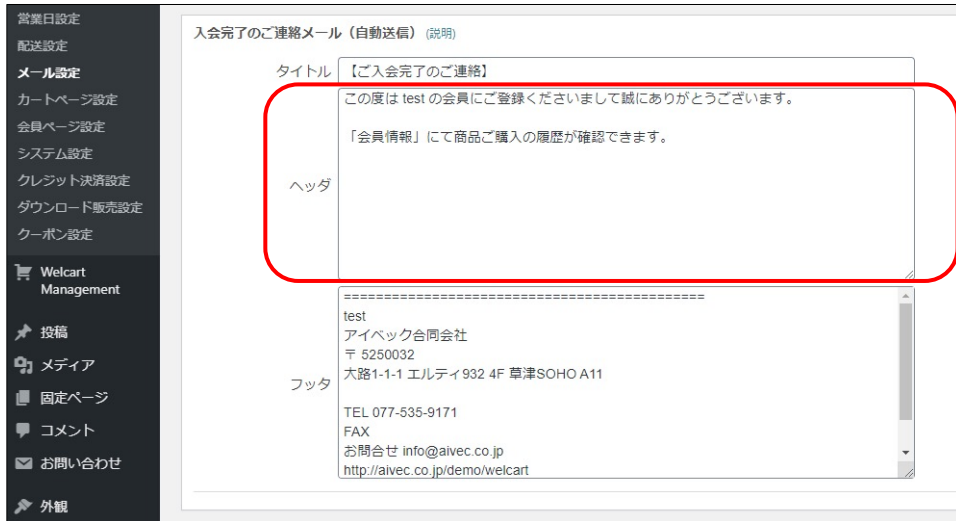 営業日設定
配送設定
メール設定
カートページ設定
会員ページ設定
システム設定
クレジット決済設定
ダウンロード販売設定
クーポン設定
Welcart
Management
投稿
メディア
固定ページ
コメント
お問い合わせ
外観
入会完了のご連絡メール（自動送信） (説明)
タイトル 【ご入会完了のご連絡】
ヘッダ
この度は test の会員にご登録くださいまして誠にありがとうございます。
「会員情報」にて商品ご購入の履歴が確認できます。
フッタ
=============================================
test
アイベック合同会社
〒 5250032
大路1-1-1 エルティ932 4F 草津SOHO A11
TEL 077-535-9171
FAX
お問合せ info@aivec.co.jp
http://aivec.co.jp/demo/welcart